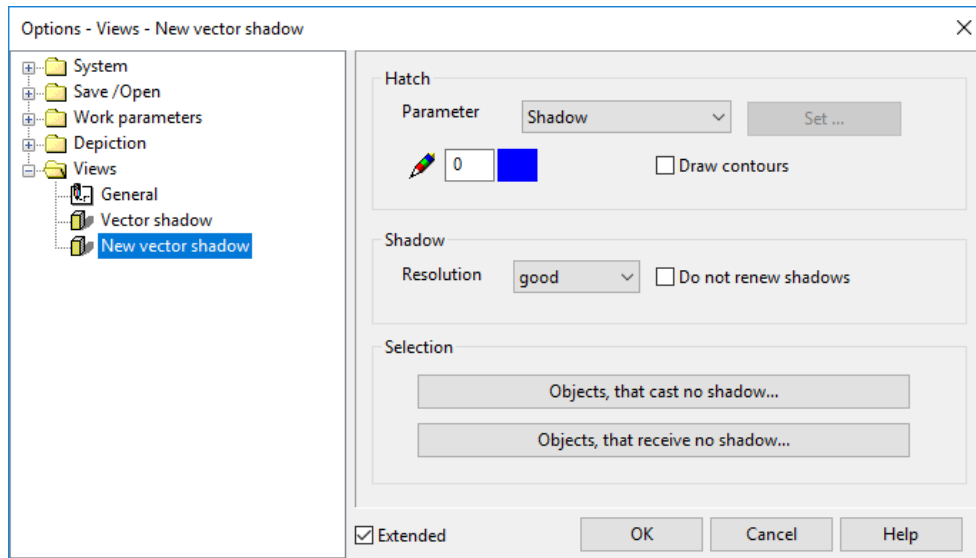 Options - Views - New vector shadow
System
Save /Open
Work parameters
Depiction
Views
General
Vector shadow
New vector shadow
Hatch
Parameter Shadow Set ...
0 Draw contours
Shadow
Resolution good Do not renew shadows
Selection
Objects, that cast no shadow...
Objects, that receive no shadow...
Extended OK Cancel Help